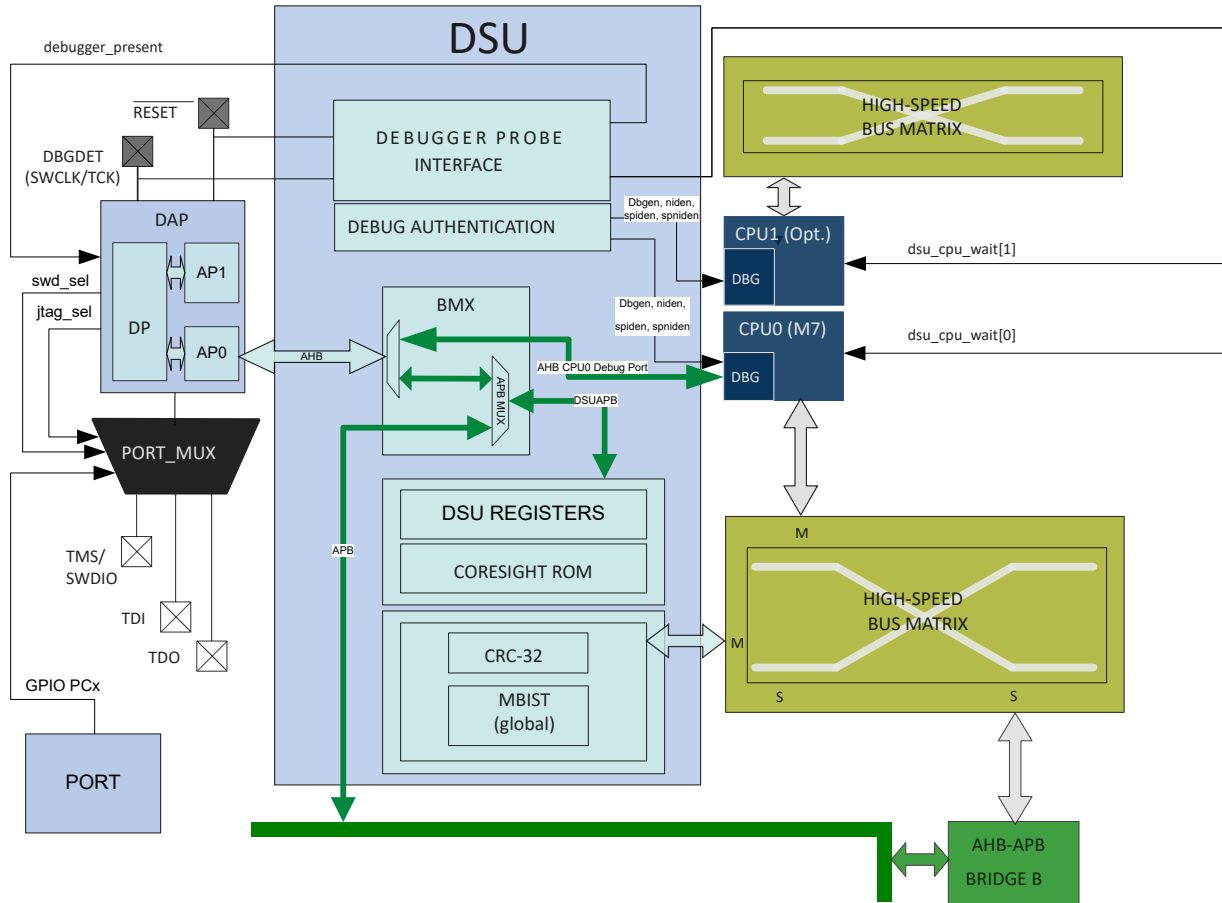 DSU
debugger_present
RESET
DBGDET
(SWCLK/TCK)
DEBUGGER PROBE
INTERFACE
DEBUG AUTHENTICATION
HIGH-SPEED
BUS MATRIX
Dbgen, niden,
spiden, spniden
CPU1 (Opt.)
DBG
dsu_cpu_wait[1]
DAP
swd_sel
jtag_sel
DP
AP1
AP0
AHB
BMX
APB MUX
AHB CPU0 Debug Port
DSUAPB
Dbgen, niden,
spiden, spniden
CPU0 (M7)
DBG
dsu_cpu_wait[0]
PORT_MUX
TMS/
SWDIO
TDI
TDO
GPIO PCx
PORT
APB
DSU REGISTERS
CORESIGHT ROM
CRC-32
MBIST
(global)
M
M
HIGH-SPEED
BUS MATRIX
S
S
AHB-APB
BRIDGE B